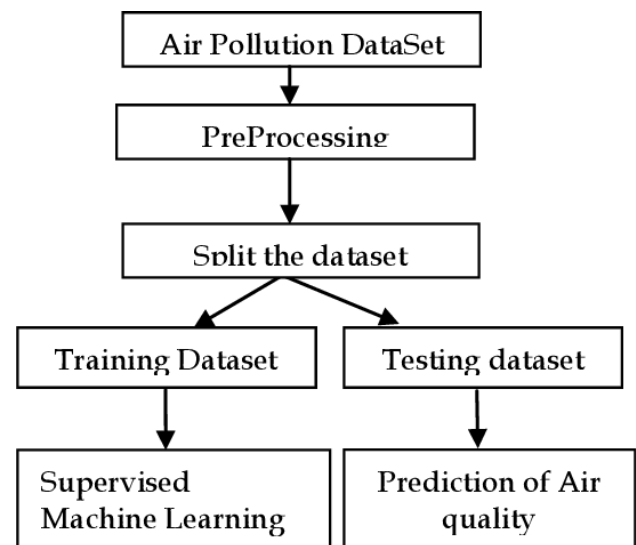 Air Pollution DataSet
PreProcessing
Split the dataset
Training Dataset
Testing dataset
Supervised
Machine Learning
Prediction of Air
quality